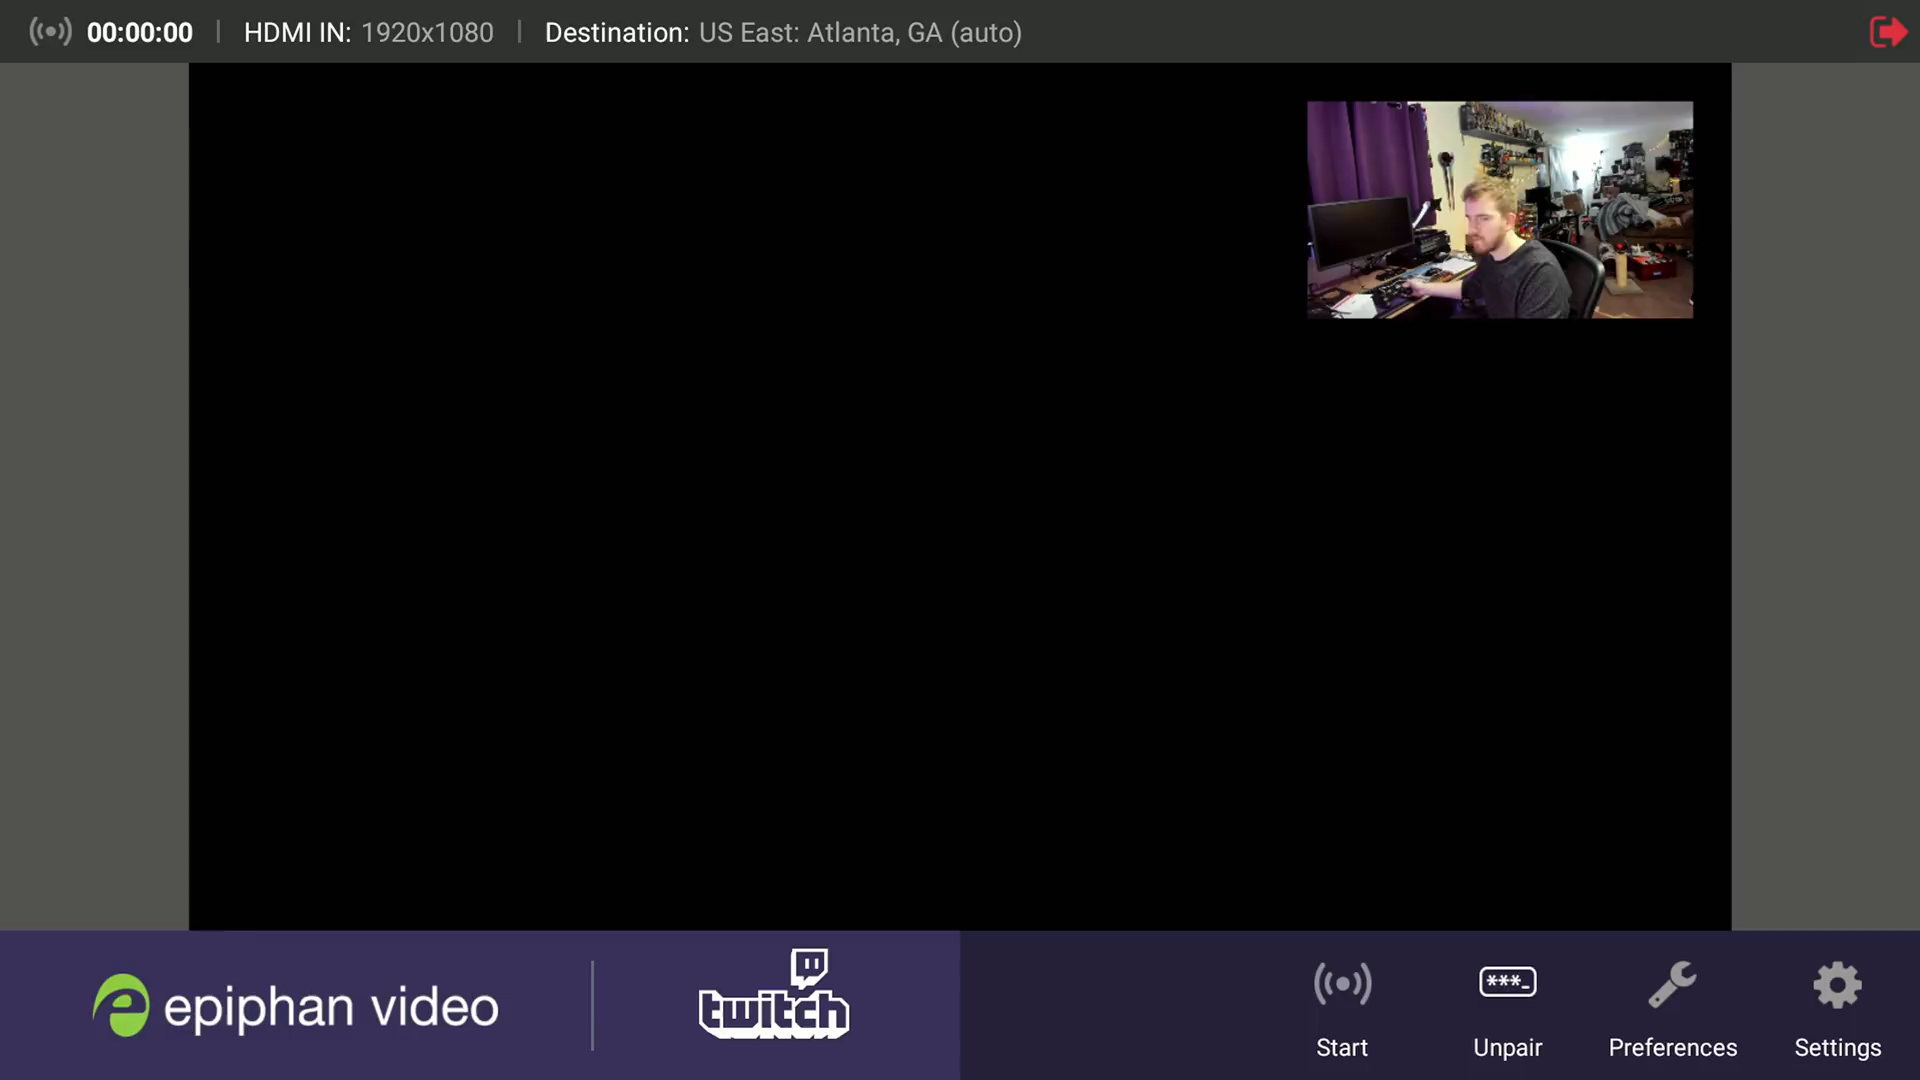 00:00:00 | HDMI IN: 1920x1080 | Destination: US East: Atlanta, GA (auto)
epiphan video
twitch
***_
Start
Unpair
Preferences
Settings